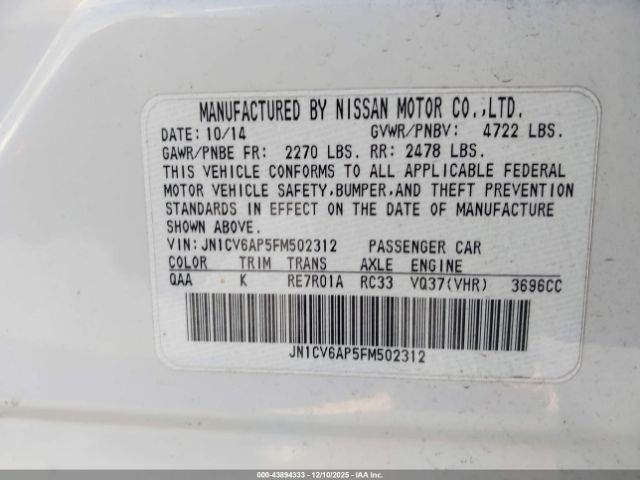 MANUFACTURED BY NISSAN MOTOR CO.,LTD.
DATE: 10/14 GVWR/PNBV: 4722 LBS.
GAWR/PNBE FR: 2270 LBS. RR: 2478 LBS.
THIS VEHICLE CONFORMS TO ALL APPLICABLE FEDERAL
MOTOR VEHICLE SAFETY,BUMPER,AND THEFT PREVENTION
STANDARDS IN EFFECT ON THE DATE OF MANUFACTURE
SHOWN ABOVE.
VIN: JN1CV6AP5FM502312 PASSENGER CAR
COLOR TRIM TRANS AXLE ENGINE
QAA K RE7R01A RC33 VQ37(VHR) 3696CC
JN1CV6AP5FM502312
000-43894333 - 12/10/2025 - IAAI.COM